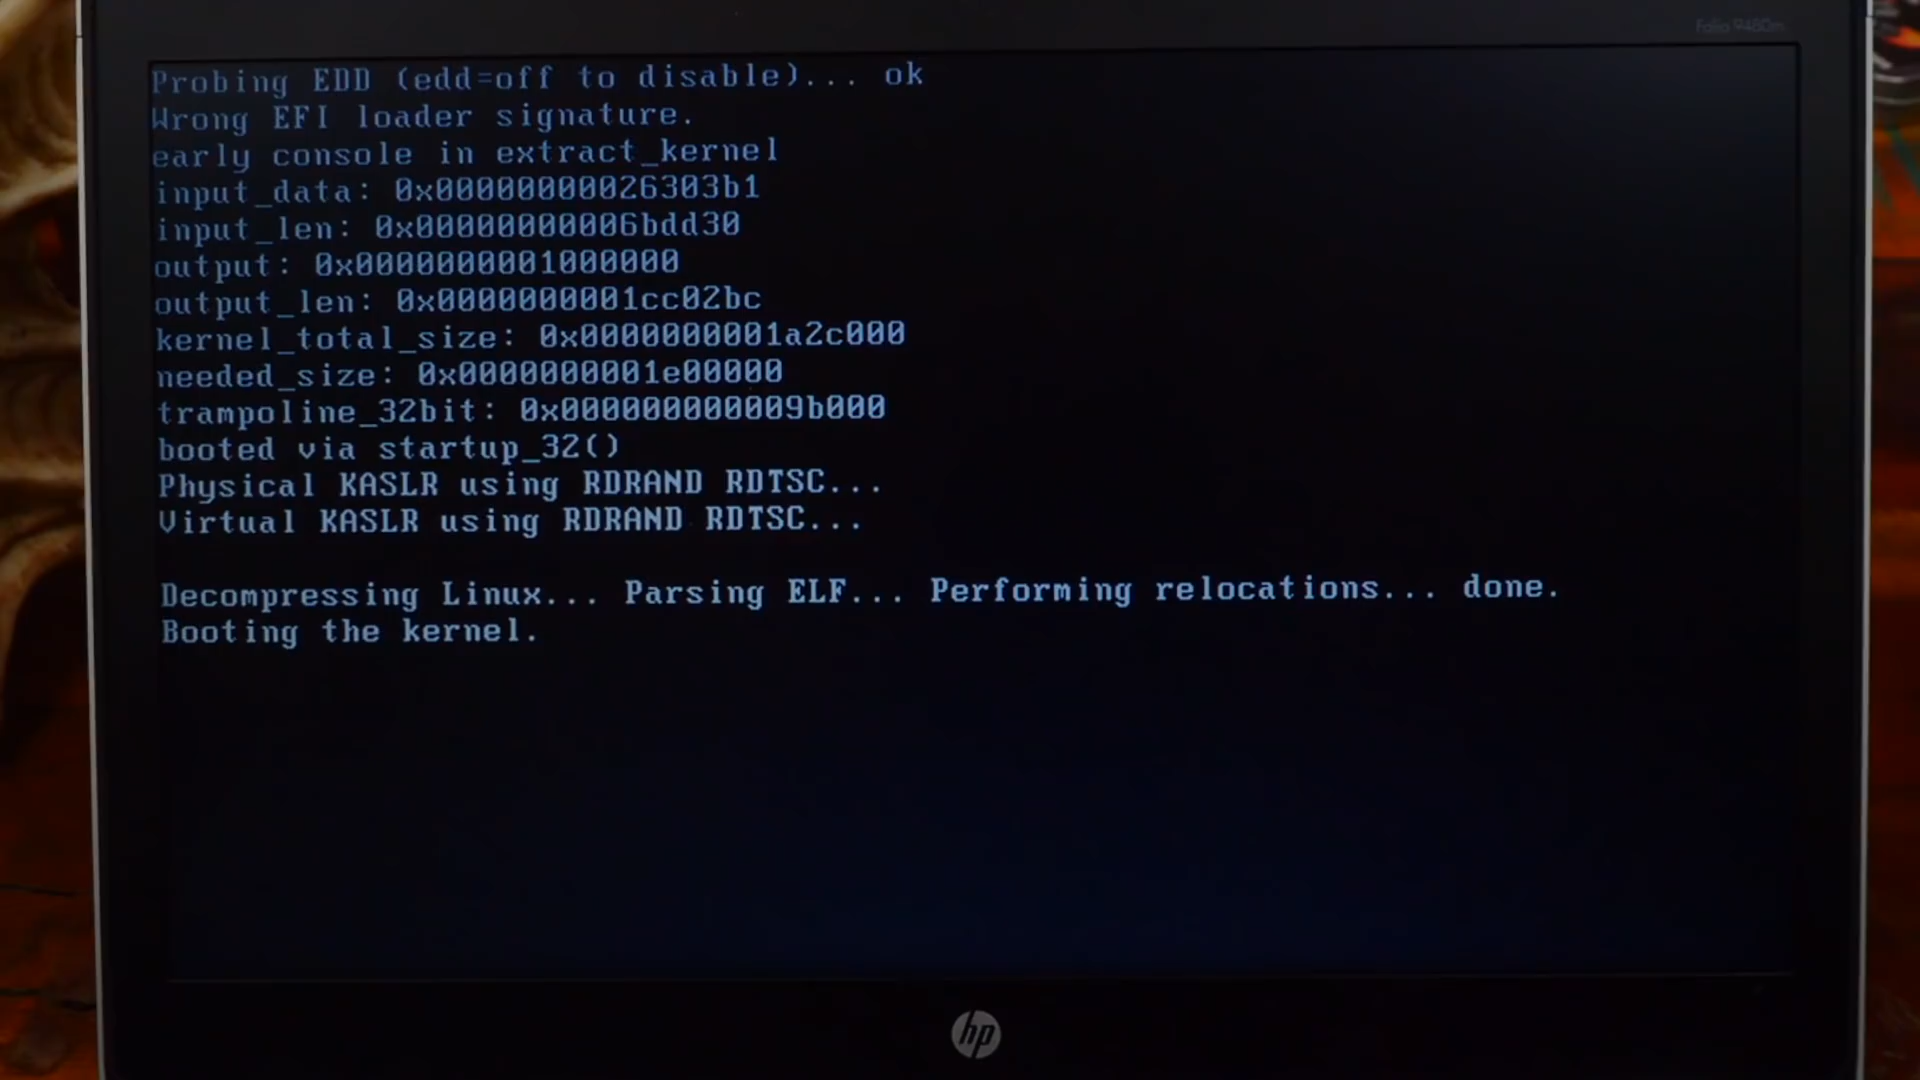 Folio 9480m
Probing EDD (edd=off to disable)... ok
Wrong EFI loader signature.
early console in extract_kernel
input_data: 0x00000000026303b1
input_len: 0x00000000006bdd30
output: 0x0000000001000000
output_len: 0x0000000001cc02bc
kernel_total_size: 0x0000000001a2c000
needed_size: 0x0000000001e00000
trampoline_32bit: 0x000000000009b000
booted via startup_32()
Physical KASLR using RDRAND RDTSC...
Virtual KASLR using RDRAND RDTSC...
Decompressing Linux... Parsing ELF... Performing relocations... done.
Booting the kernel.
hp